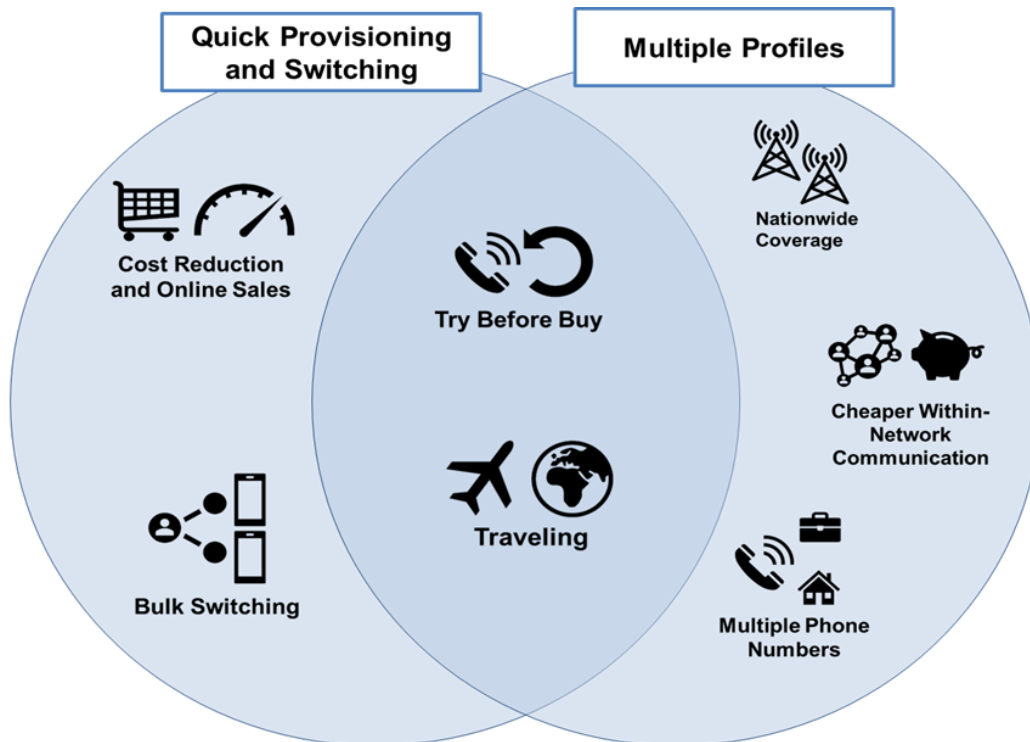 Quick Provisioning
and Switching
Multiple Profiles
Cost Reduction
and Online Sales
Bulk Switching
Try Before Buy
Traveling
Nationwide
Coverage
Cheaper Within-
Network
Communication
Multiple Phone
Numbers